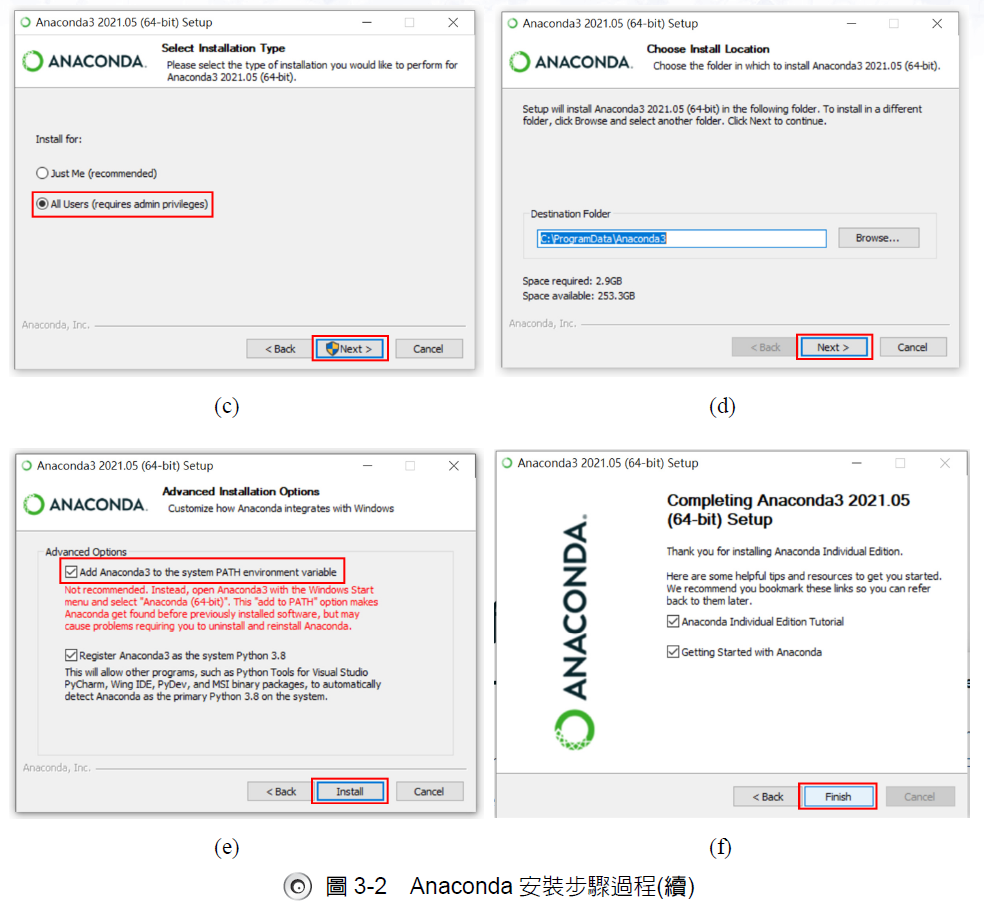 Anaconda3 2021.05 (64-bit) Setup
ANACONDA.
Select Installation Type
Please select the type of installation you would like to perform for
Anaconda3 2021.05 (64-bit).
Install for:
Just Me (recommended)
All Users (requires admin privileges)
Anaconda, Inc.
< Back
Next >
Cancel
(c)
Anaconda3 2021.05 (64-bit) Setup
ANACONDA.
Choose Install Location
Choose the folder in which to install Anaconda3 2021.05 (64-bit).
Setup will install Anaconda3 2021.05 (64-bit) in the following folder. To install in a different
folder, click Browse and select another folder. Click Next to continue.
Destination Folder
C:\ProgramData\Anaconda3
Browse...
Space required: 2.9GB
Space available: 253.3GB
Anaconda, Inc.
< Back
Next >
Cancel
(d)
Anaconda3 2021.05 (64-bit) Setup
ANACONDA.
Advanced Installation Options
Customize how Anaconda integrates with Windows
Advanced Options
Add Anaconda3 to the system PATH environment variable
Not recommended. Instead, open Anaconda3 with the Windows Start
menu and select "Anaconda (64-bit)". This "add to PATH" option makes
Anaconda get found before previously installed software, but may
cause problems requiring you to uninstall and reinstall Anaconda.
Register Anaconda3 as the system Python 3.8
This will allow other programs, such as Python Tools for Visual Studio
PyCharm, Wing IDE, PyDev, and MSI binary packages, to automatically
detect Anaconda as the primary Python 3.8 on the system.
Anaconda, Inc.
< Back
Install
Cancel
(e)
Anaconda3 2021.05 (64-bit) Setup
ANACONDA.
Completing Anaconda3 2021.05
(64-bit) Setup
Thank you for installing Anaconda Individual Edition.
Here are some helpful tips and resources to get you started.
We recommend you bookmark these links so you can refer
back to them later.
Anaconda Individual Edition Tutorial
Getting Started with Anaconda
< Back
Finish
Cancel
(f)
圖 3-2 Anaconda 安裝步驟過程(續)